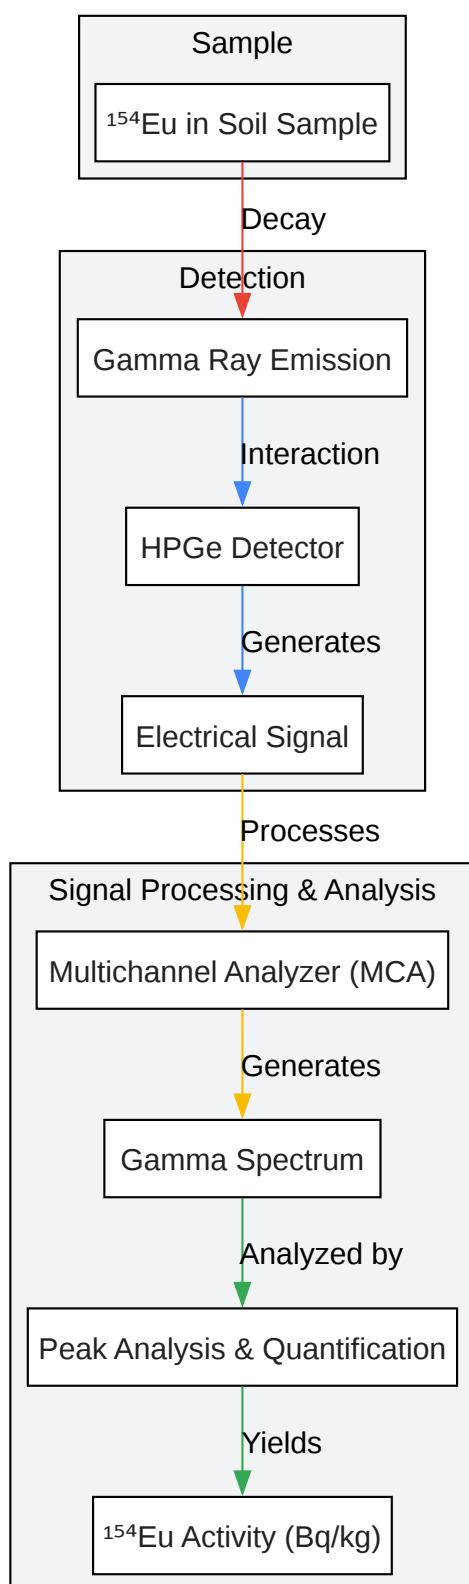 Sample
¹⁵⁴Eu in Soil Sample
Decay
Detection
Gamma Ray Emission
Interaction
HPGe Detector
Generates
Electrical Signal
Processes
Signal Processing & Analysis
Multichannel Analyzer (MCA)
Generates
Gamma Spectrum
Analyzed by
Peak Analysis & Quantification
Yields
¹⁵⁴Eu Activity (Bq/kg)